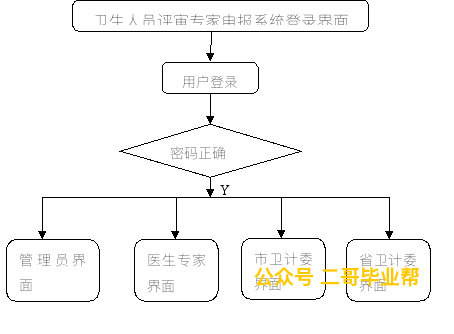 卫生人员评审专家申报系统登录界面
用户登录
密码正确
Y
管理员界
面
医生专家
界面
市卫计委
界面
省卫计委
界面
公众号 二哥毕业帮